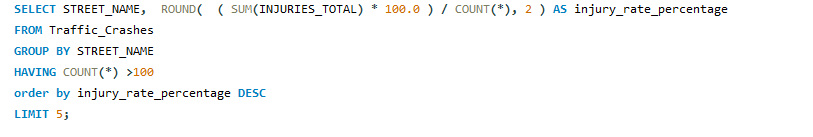 SELECT STREET_NAME,  ROUND(  ( SUM(INJURIES_TOTAL) * 100.0 ) / COUNT(*), 2 ) AS injury_rate_percentage
FROM Traffic_Crashes
GROUP BY STREET_NAME
HAVING COUNT(*) >100
order by injury_rate_percentage DESC
LIMIT 5;